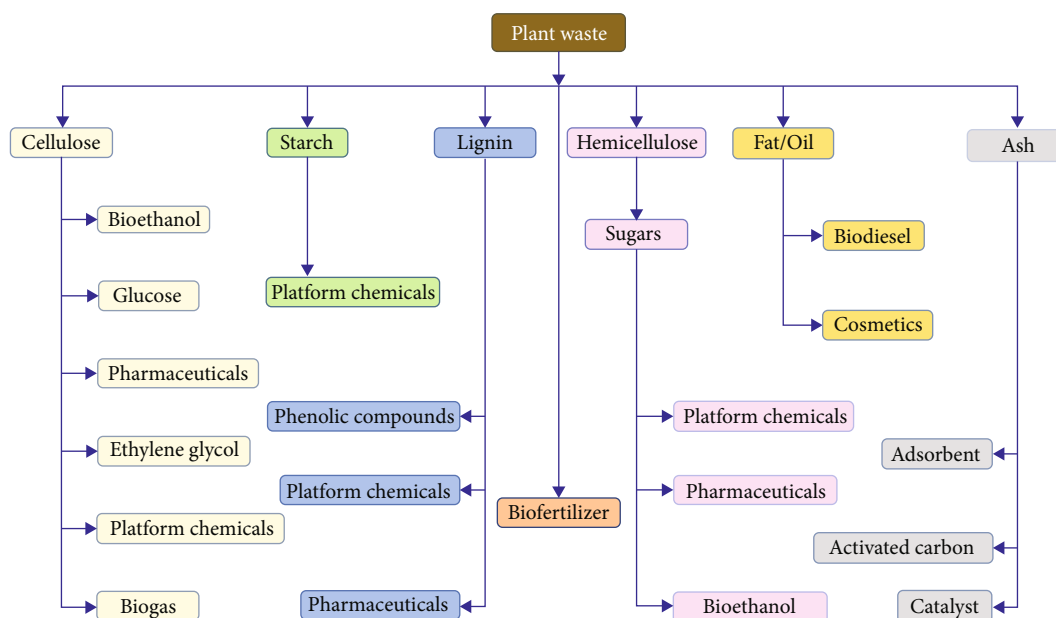 Plant waste
Cellulose
Starch
Lignin
Hemicellulose
Fat/Oil
Ash
Bioethanol
Sugars
Biodiesel
Glucose
Platform chemicals
Cosmetics
Pharmaceuticals
Phenolic compounds
Platform chemicals
Ethylene glycol
Adsorbent
Platform chemicals
Pharmaceuticals
Biofertilizer
Platform chemicals
Activated carbon
Biogas
Pharmaceuticals
Bioethanol
Catalyst